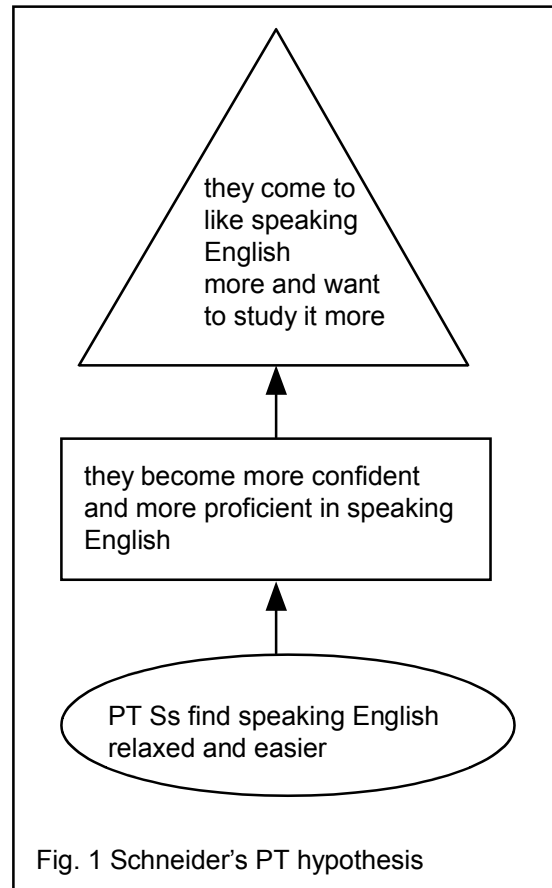 they come to
like speaking
English
more and want
to study it more
they become more confident
and more proficient in speaking
English
PT Ss find speaking English
relaxed and easier
Fig. 1 Schneider’s PT hypothesis